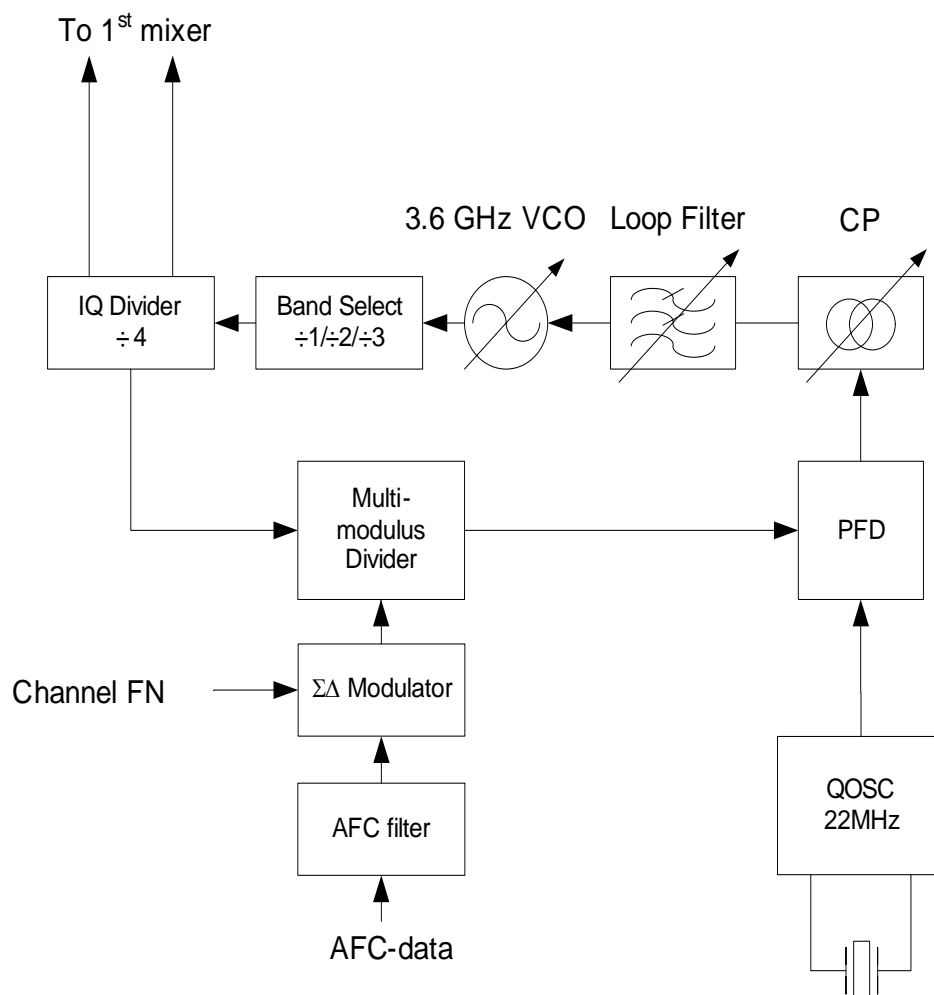 To 1st mixer
3.6 GHz VCO
Loop Filter
CP
IQ Divider
÷4
Band Select
÷1/÷2/÷3
Multi-
modulus
Divider
PFD
Channel FN
ΣΔ Modulator
QOSC
22MHz
AFC filter
AFC-data